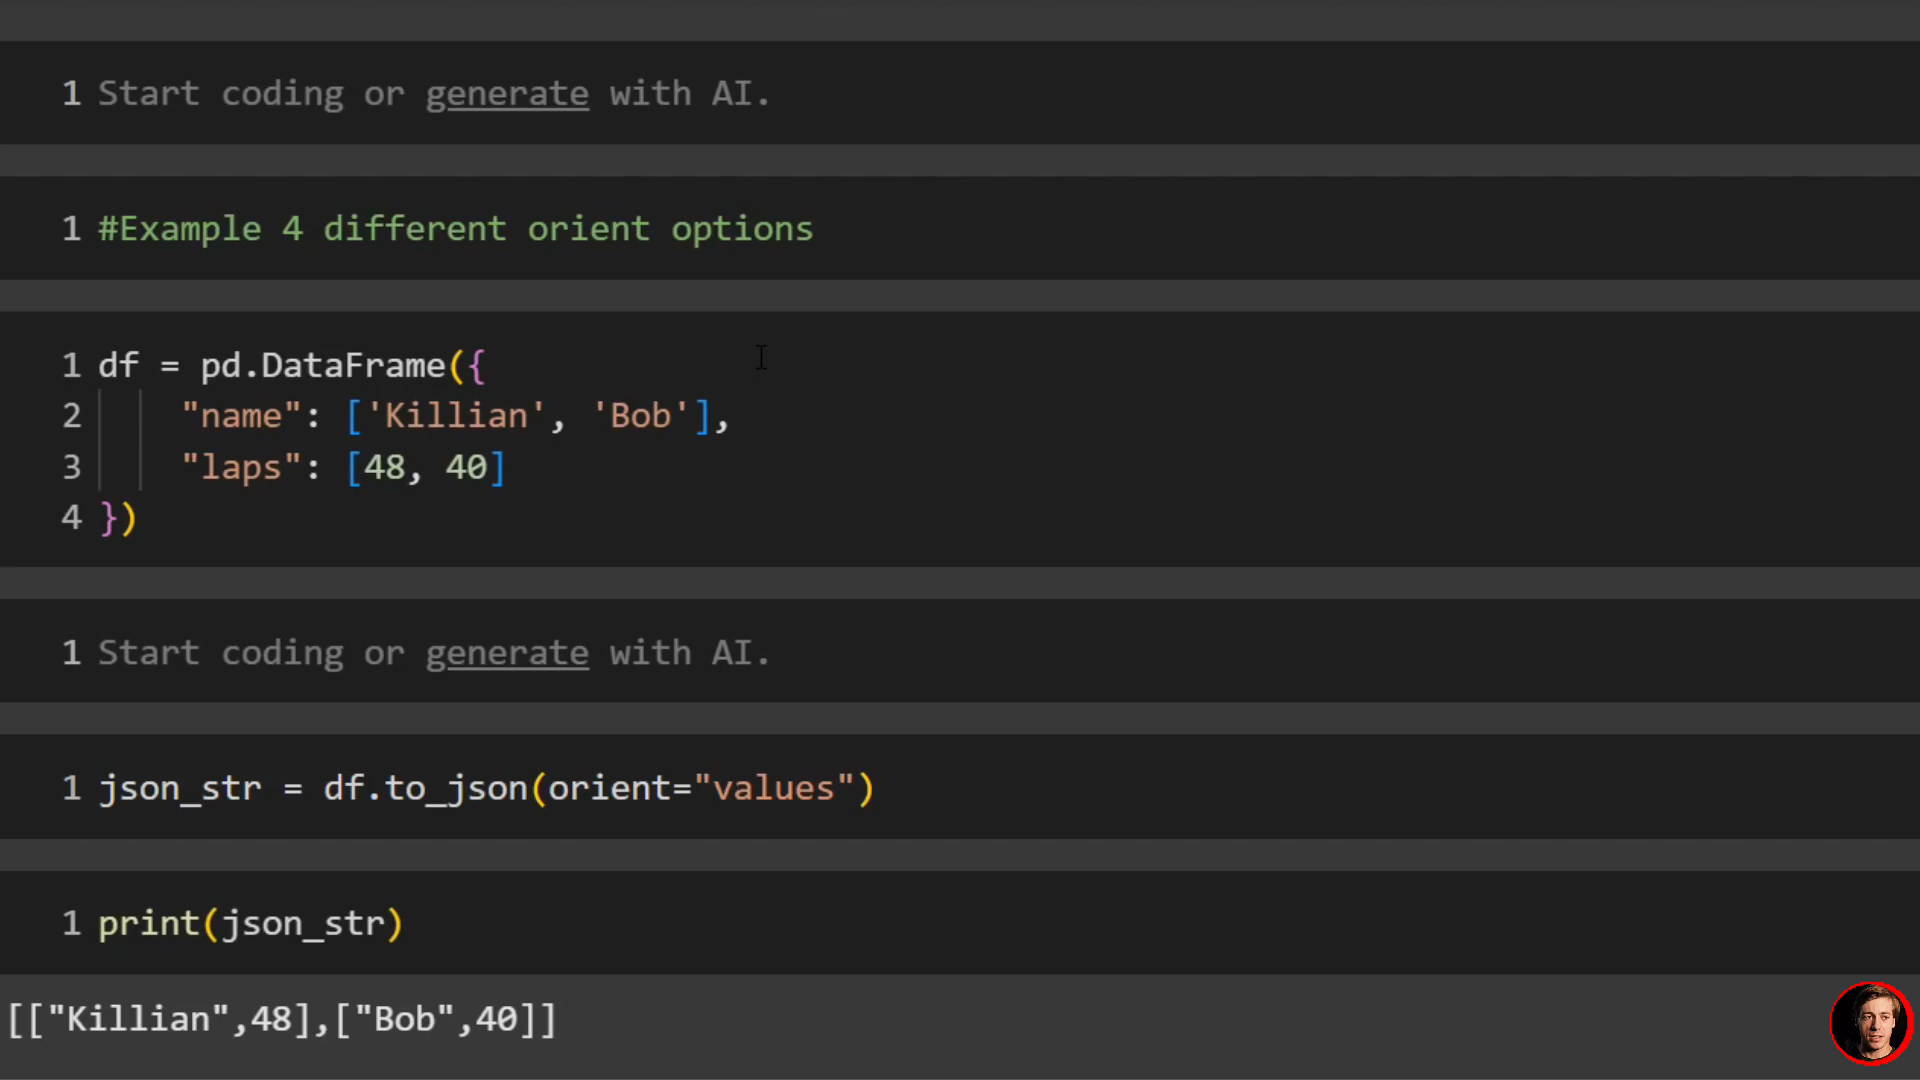 1 Start coding or generate with AI.
1 #Example 4 different orient options
1 df = pd.DataFrame({
2 "name": ['Killian', 'Bob'],
3 "laps": [48, 40]
4 })
1 Start coding or generate with AI.
1 json_str = df.to_json(orient="values")
1 print(json_str)
[["Killian",48],["Bob",40]]